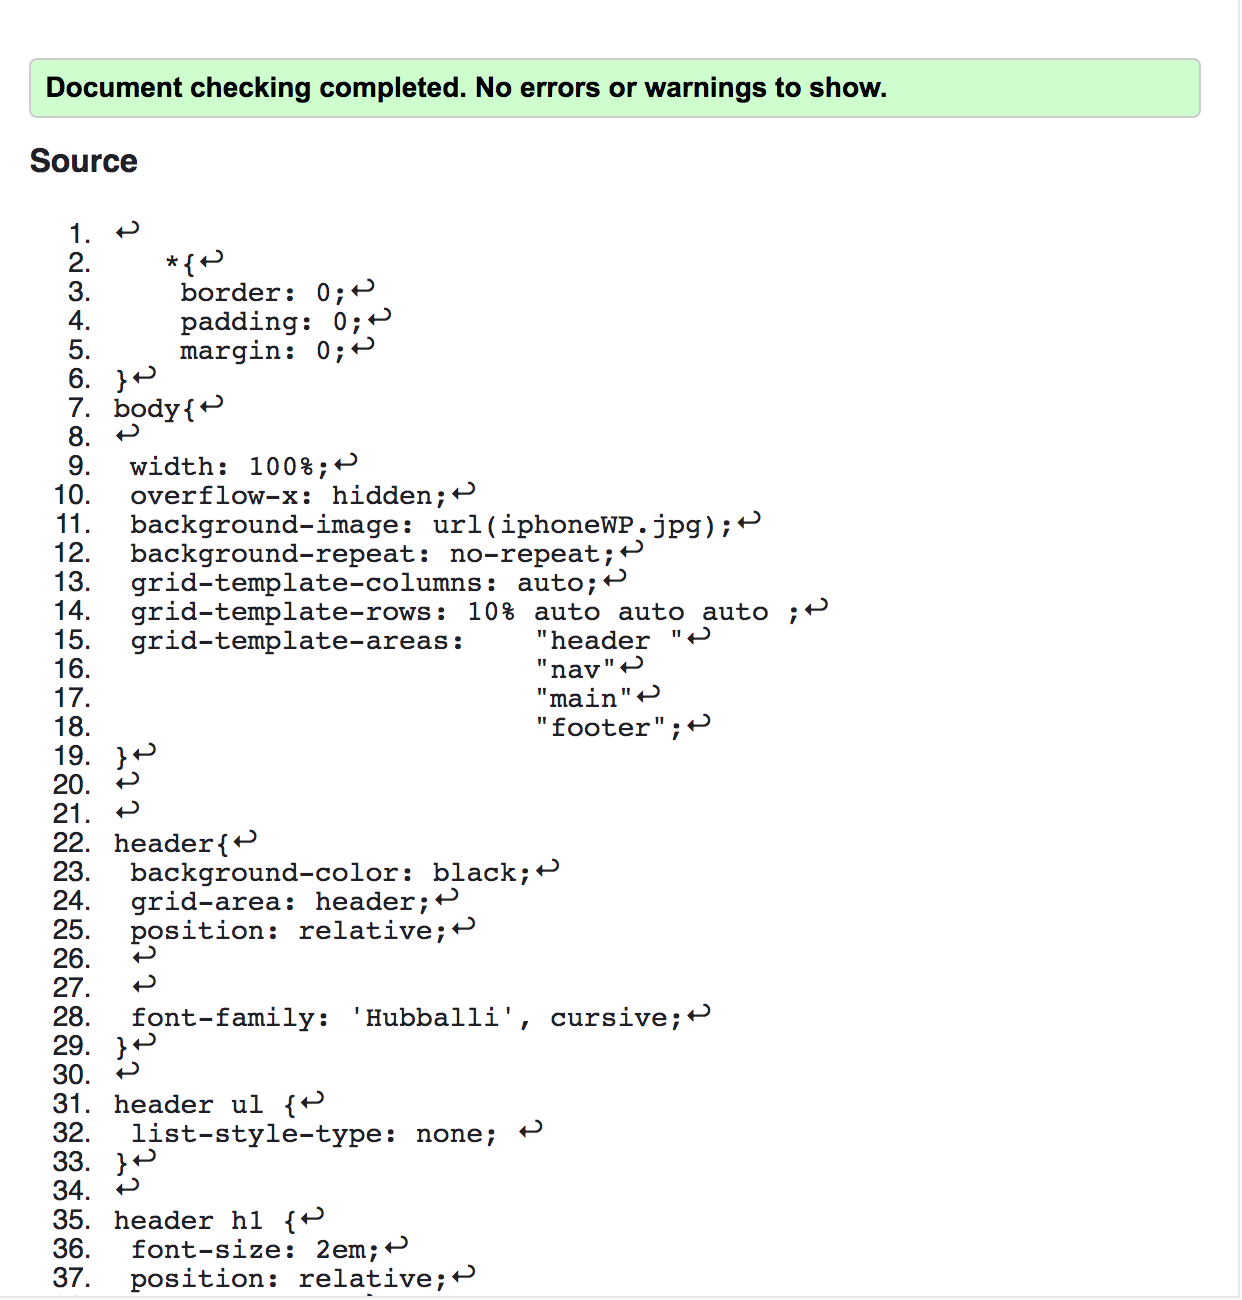 Document checking completed. No errors or warnings to show.
Source
1. ↩
2. *{↩
3. border: 0;↩
4. padding: 0;↩
5. margin: 0;↩
6. }↩
7. body{↩
8. ↩
9. width: 100%;↩
10. overflow-x: hidden;↩
11. background-image: url(iphoneWP.jpg);↩
12. background-repeat: no-repeat;↩
13. grid-template-columns: auto;↩
14. grid-template-rows: 10% auto auto auto ;↩
15. grid-template-areas: "header "↩
16. "nav"↩
17. "main"↩
18. "footer";↩
19. }↩
20. ↩
21. ↩
22. header{↩
23. background-color: black;↩
24. grid-area: header;↩
25. position: relative;↩
26. ↩
27. ↩
28. font-family: 'Hubballi', cursive;↩
29. }↩
30. ↩
31. header ul {↩
32. list-style-type: none; ↩
33. }↩
34. ↩
35. header h1 {↩
36. font-size: 2em;↩
37. position: relative;↩